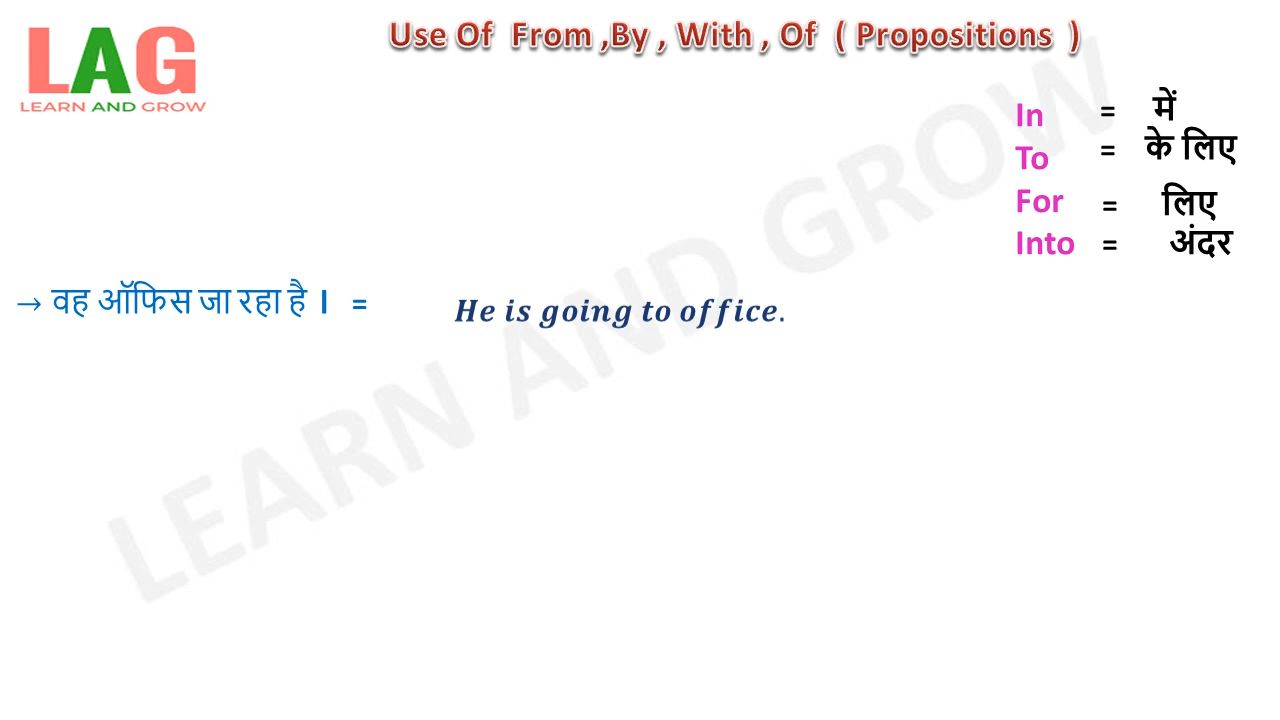 LAG
LEARN AND GROW
Use Of From ,By , With , Of ( Propositions )
In = में
To = के लिए
For = लिए
Into = अंदर
→ वह ऑफिस जा रहा है I = He is going to office.
LEARN AND GROW